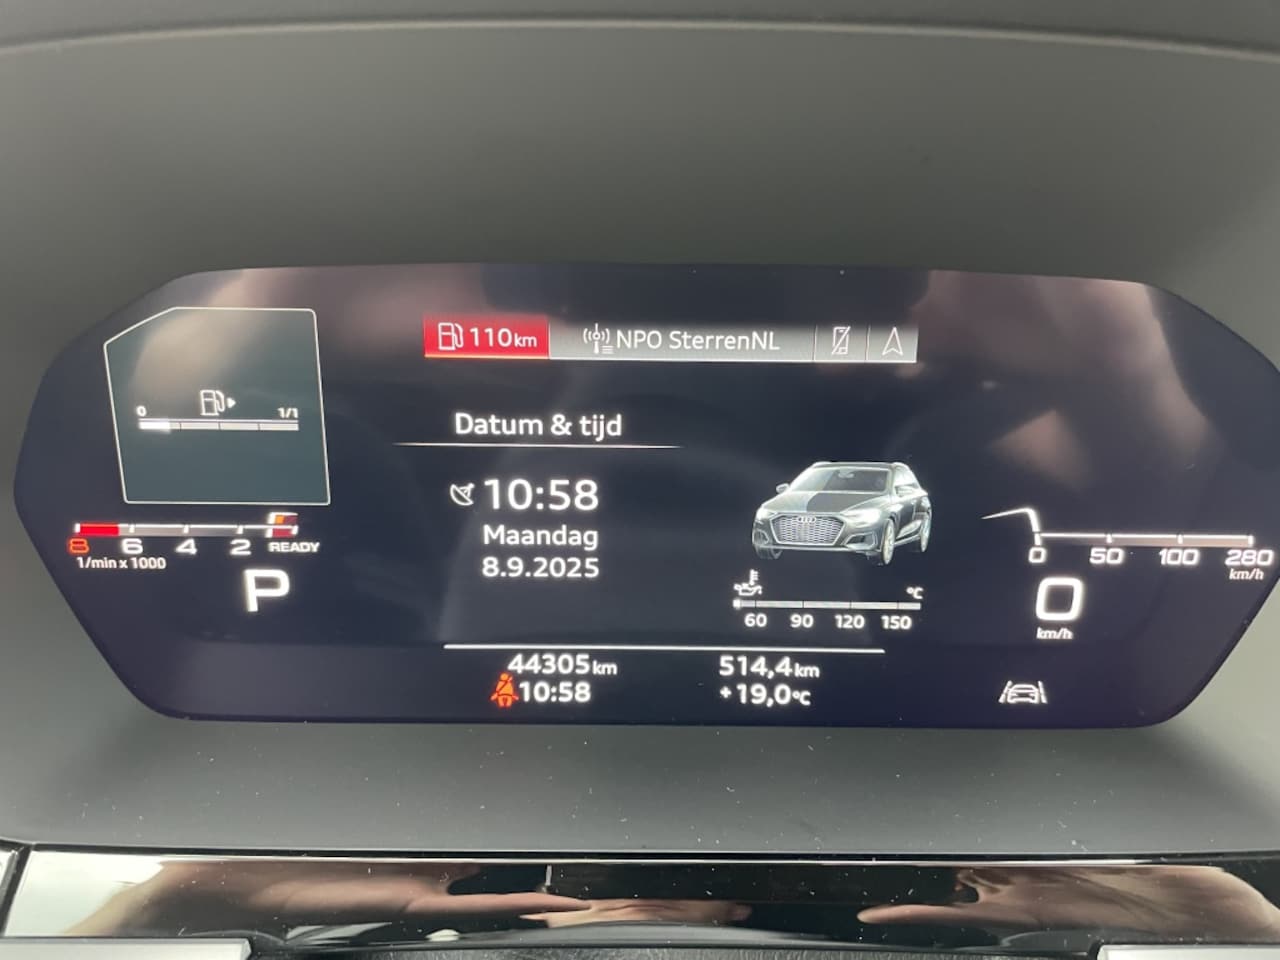 110km
NPO SterrenNL
0 1/1
Datum & tijd
10:58
Maandag
8.9.2025
8 6 4 2 READY
1/min x 1000
P
°C
60 90 120 150
0 50 100 280
km/h
0
km/h
44305km
514,4km
10:58
+19,0°C